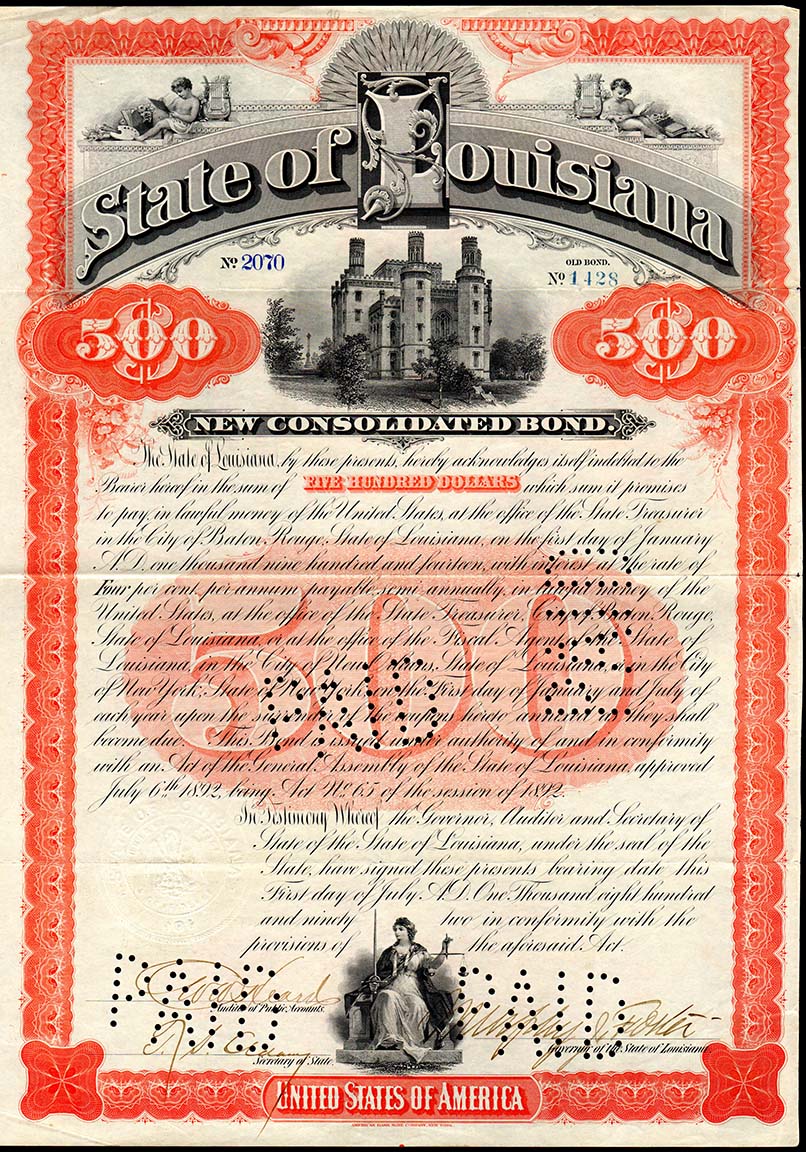 State of Louisiana
No 2070
OLD BOND.
No 1428
500
500
NEW CONSOLIDATED BOND.
The State of Louisiana, by these presents, hereby acknowledges itself indebted to the
Bearer hereof in the sum of FIVE HUNDRED DOLLARS which sum it promises
to pay, in lawful money of the United States, at the office of the State Treasurer
in the City of Baton Rouge, State of Louisiana, on the first day of January
A.D. one thousand nine hundred and fourteen, with interest rate of
Four per cent. per annum payable semi annually, in money of the
United States, at the office of the State Treasurer, Rouge,
State of Louisiana, or at the office of the Fiscal Agent State of
Louisiana in the City of New Orleans, State of Louisiana, or in the City
of New York, State of New York, on the first day of January and July of
each year upon the surrender of the coupons hereto annexed they shall
become due. This Bond is issued authority of and in conformity
with an Act of the General Assembly of the State of Louisiana, approved
July 6th 1892, being Act No 65 of the session of 1892.
500
In Testimony Whereof the Governor, Auditor and Secretary of
State of the State of Louisiana, under the seal of the
State, have signed these presents bearing date this
First day of July A.D. One Thousand eight hundred
and ninety two in conformity with the
provisions of the aforesaid Act.
PAID
PAID
PAID
PAID
Auditor of Public Accounts.
Murphy J. Foster
Secretary of State.
Governor of the State of Louisiana.
UNITED STATES OF AMERICA
AMERICAN BANK NOTE COMPANY, NEW YORK.